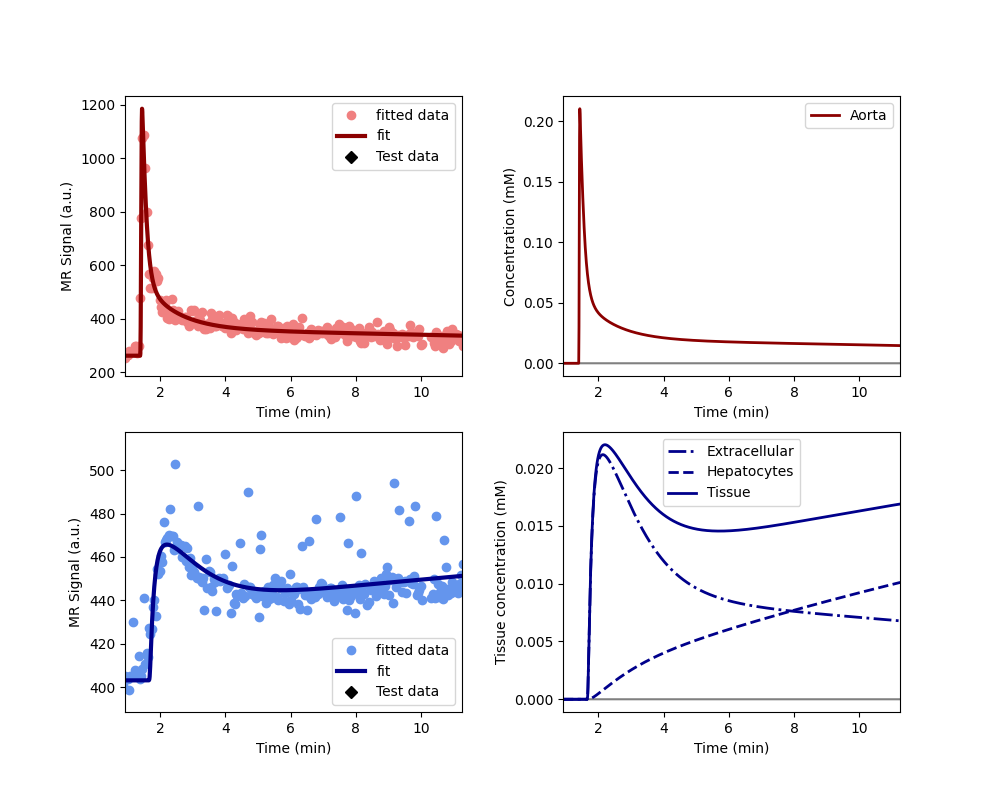 1200
1000
800
600
400
200
MR Signal (a.u.)
2 4 6 8 10
Time (min)
fitted data
fit
Test data
0.20
0.15
0.10
0.05
0.00
Concentration (mM)
2 4 6 8 10
Time (min)
Aorta
500
480
460
440
420
400
MR Signal (a.u.)
2 4 6 8 10
Time (min)
fitted data
fit
Test data
0.020
0.015
0.010
0.005
0.000
Tissue concentration (mM)
2 4 6 8 10
Time (min)
Extracellular
Hepatocytes
Tissue